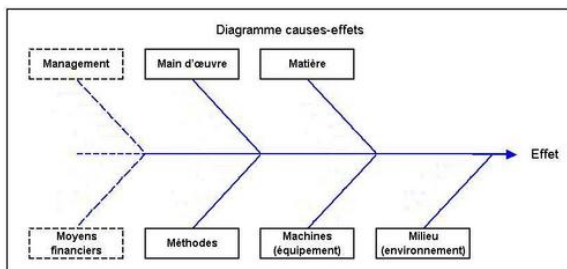 Diagramme causes-effets
Management
Main d'œuvre
Matière
Effet
Moyens
financiers
Méthodes
Machines
(équipement)
Milieu
(environnement)